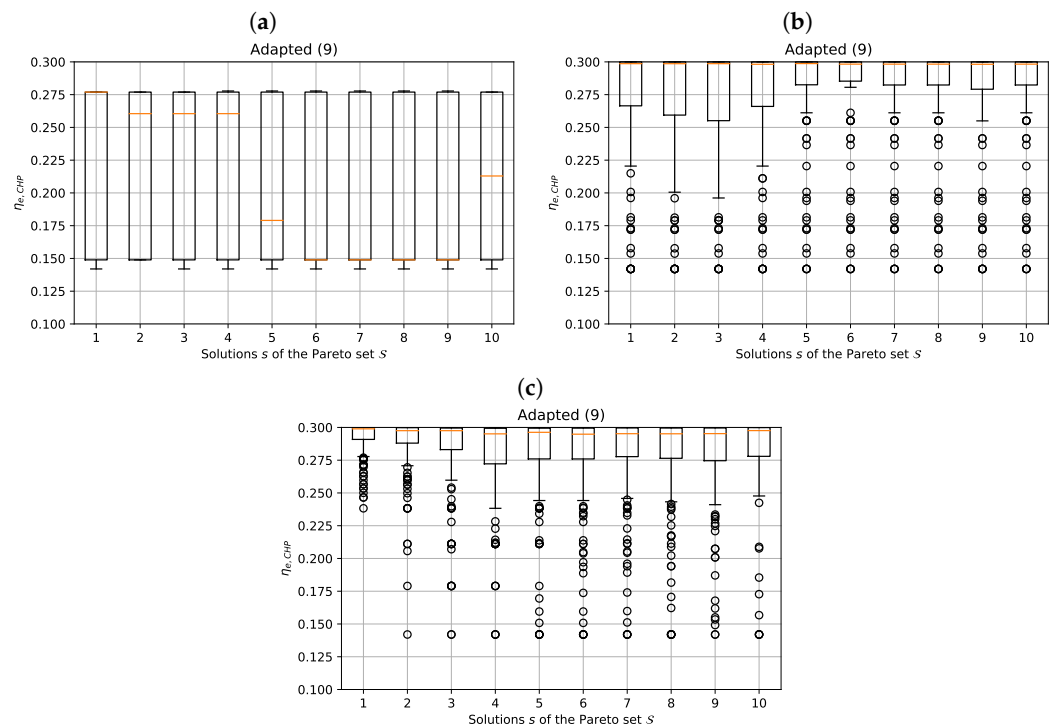 (a)
Adapted (9)
0.300
0.275
0.250
0.225
0.200
0.175
0.150
0.125
0.100
ηe,CHP
1 2 3 4 5 6 7 8 9 10
Solutions s of the Pareto set S
(b)
Adapted (9)
0.300
0.275
0.250
0.225
0.200
0.175
0.150
0.125
0.100
ηe,CHP
1 2 3 4 5 6 7 8 9 10
Solutions s of the Pareto set S
(c)
Adapted (9)
0.300
0.275
0.250
0.225
0.200
0.175
0.150
0.125
0.100
ηe,CHP
1 2 3 4 5 6 7 8 9 10
Solutions s of the Pareto set S